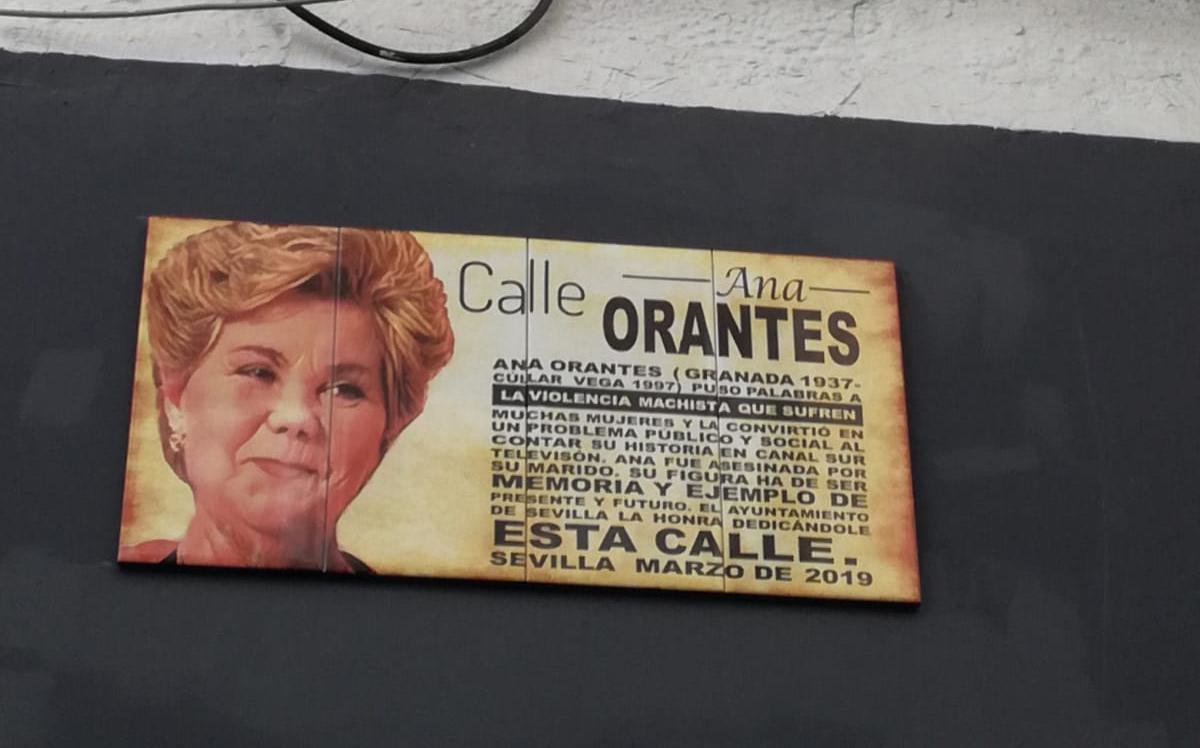 Calle Ana
ORANTES
ANA ORANTES (GRANADA 1937-
CÚLLAR VEGA 1997) PUSO PALABRAS A
LA VIOLENCIA MACHISTA QUE SUFREN
MUCHAS MUJERES Y LA CONVIRTIÓ EN
UN PROBLEMA PÚBLICO Y SOCIAL AL
CONTAR SU HISTORIA EN CANAL SUR
TELEVISÓN. ANA FUE ASESINADA POR
SU MARIDO. SU FIGURA HA DE SER
MEMORIA Y EJEMPLO DE
PRESENTE Y FUTURO. EL AYUNTAMIENTO
DE SEVILLA LA HONRA DEDICÁNDOLE
ESTA CALLE.
SEVILLA MARZO DE 2019